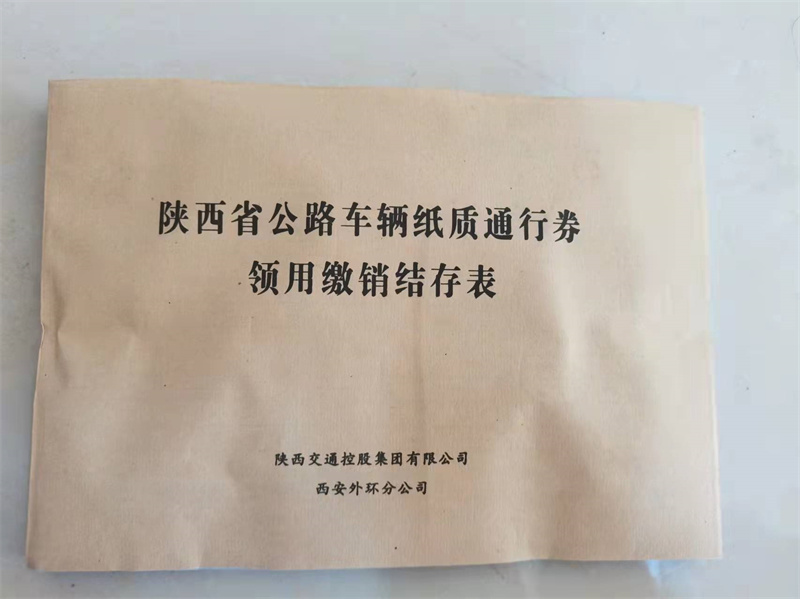 陕西省公路车辆纸质通行券
领用缴销结存表
陕西交通控股集团有限公司
西安外环分公司